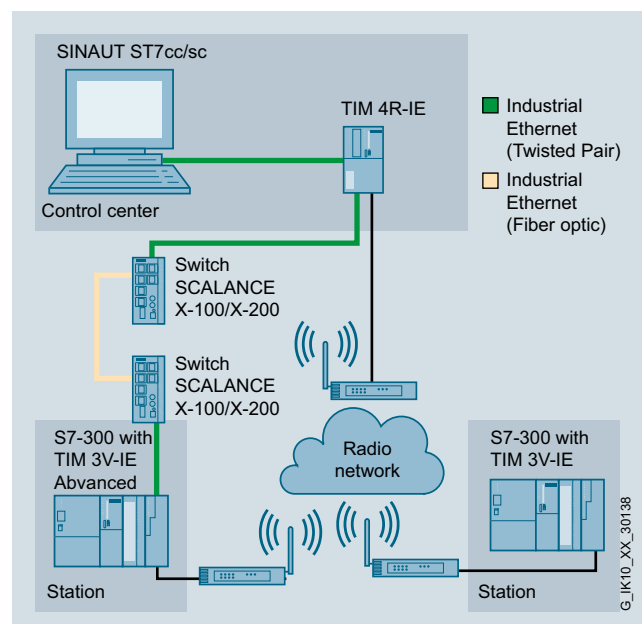 SINAUT ST7cc/sc
TIM 4R-IE
Control center
Industrial
Ethernet
(Twisted Pair)
Industrial
Ethernet
(Fiber optic)
Switch
SCALANCE
X-100/X-200
Switch
SCALANCE
X-100/X-200
S7-300 with
TIM 3V-IE
Abvanced
Station
Radio
network
S7-300 with
TIM 3V-IE
Station
G_IK10_XX_30138